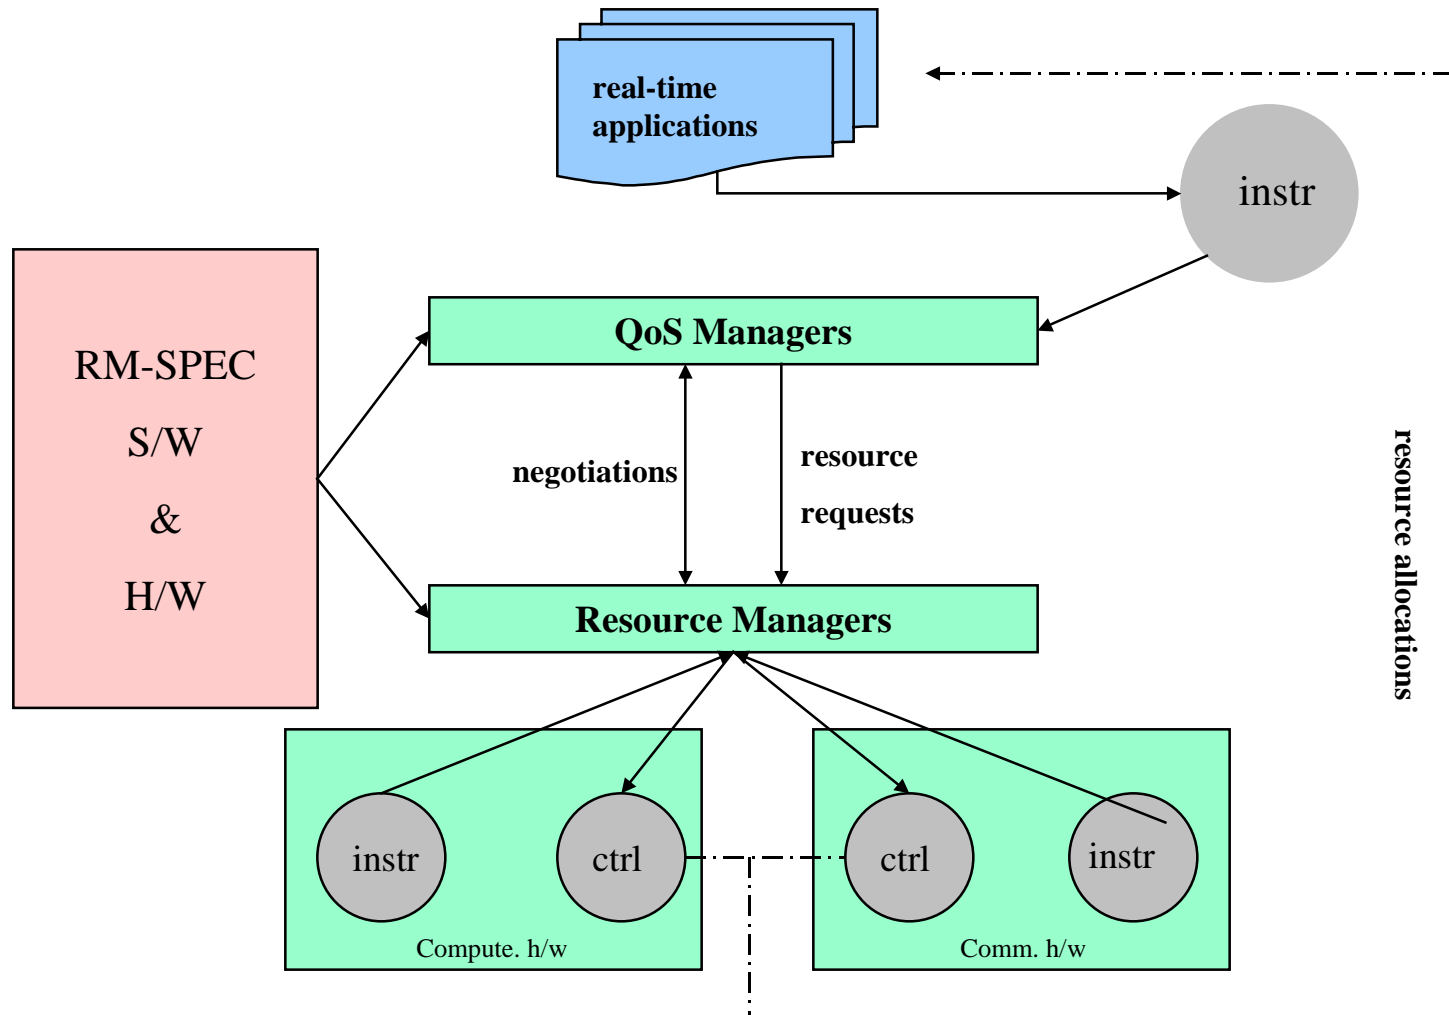 real-time
applications
instr
QoS Managers
RM-SPEC
S/W
&
H/W
negotiations
resource
requests
resource allocations
Resource Managers
instr
ctrl
ctrl
instr
Compute. h/w
Comm. h/w